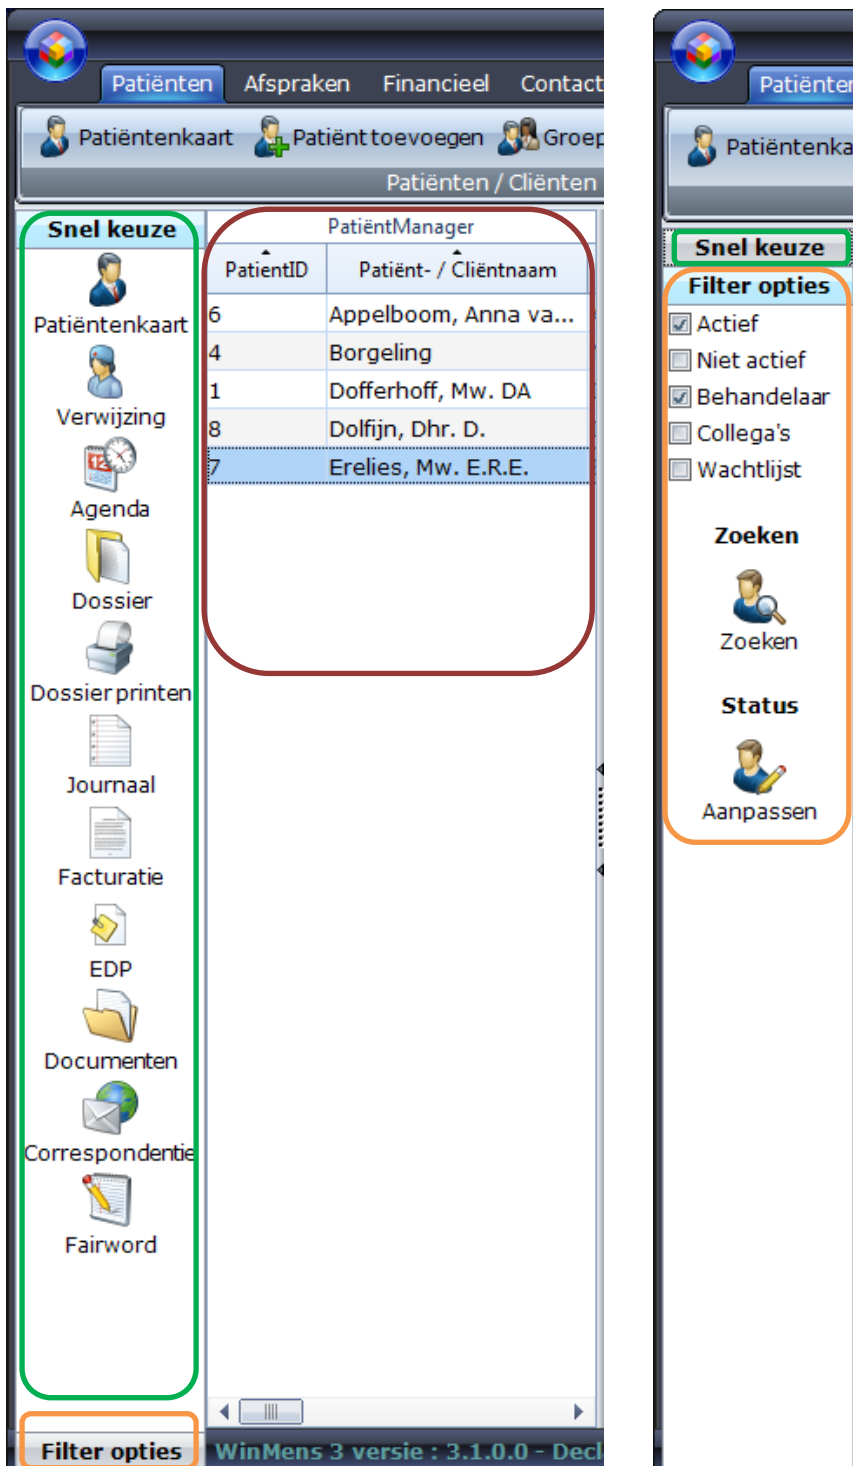 Patiënten Afspraken Financieel Contact
Patiëntenkaart Patiënt toevoegen Groep
Patiënten / Cliënten
Snel keuze
Patiëntenkaart
Verwijzing
Agenda
Dossier
Dossier printen
Journaal
Facturatie
EDP
Documenten
Correspondentie
Fairword
Filter opties
PatiëntManager
PatientID Patiënt- / Cliëntnaam
6 Appelboom, Anna va...
4 Borgeling
1 Dofferhoff, Mw. DA
8 Dolfijn, Dhr. D.
7 Erelies, Mw. E.R.E.
WinMens 3 versie : 3.1.0.0 - Decl
Patiënten
Patiëntenka
Snel keuze
Filter opties
Actief
Niet actief
Behandelaar
Collega's
Wachtlijst
Zoeken
Zoeken
Status
Aanpassen